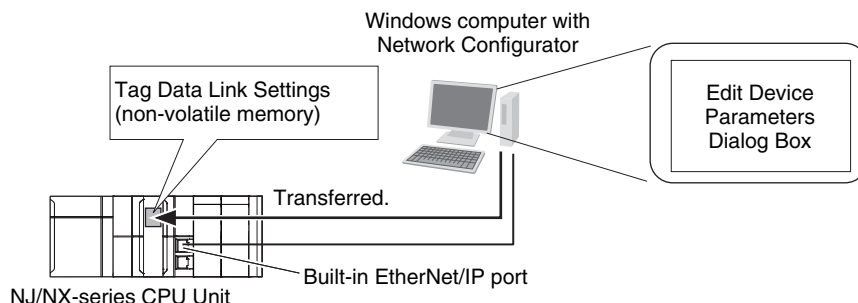 Windows computer with
Network Configurator
Tag Data Link Settings
(non-volatile memory)
Edit Device
Parameters
Dialog Box
Transferred.
Built-in EtherNet/IP port
NJ/NX-series CPU Unit